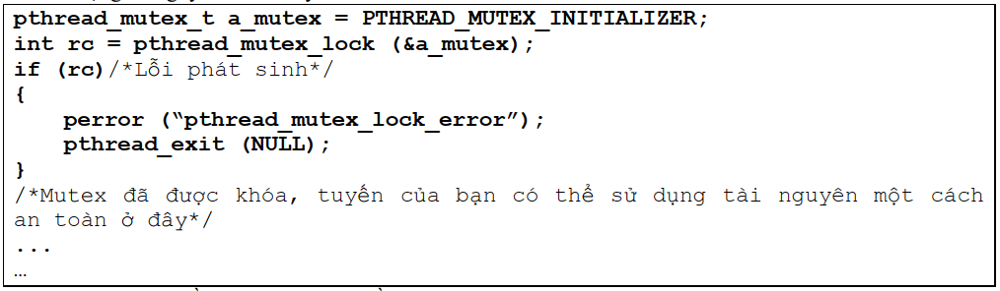 pthread_mutex_t a_mutex = PTHREAD_MUTEX_INITIALIZER;
int rc = pthread_mutex_lock (&a_mutex);
if (rc)/*Lỗi phát sinh*/
{
perror (“pthread_mutex_lock_error”);
pthread_exit (NULL);
}
/*Mutex đã được khóa, tuyến của bạn có thể sử dụng tài nguyên một cách
an toàn ở đây*/
...
…